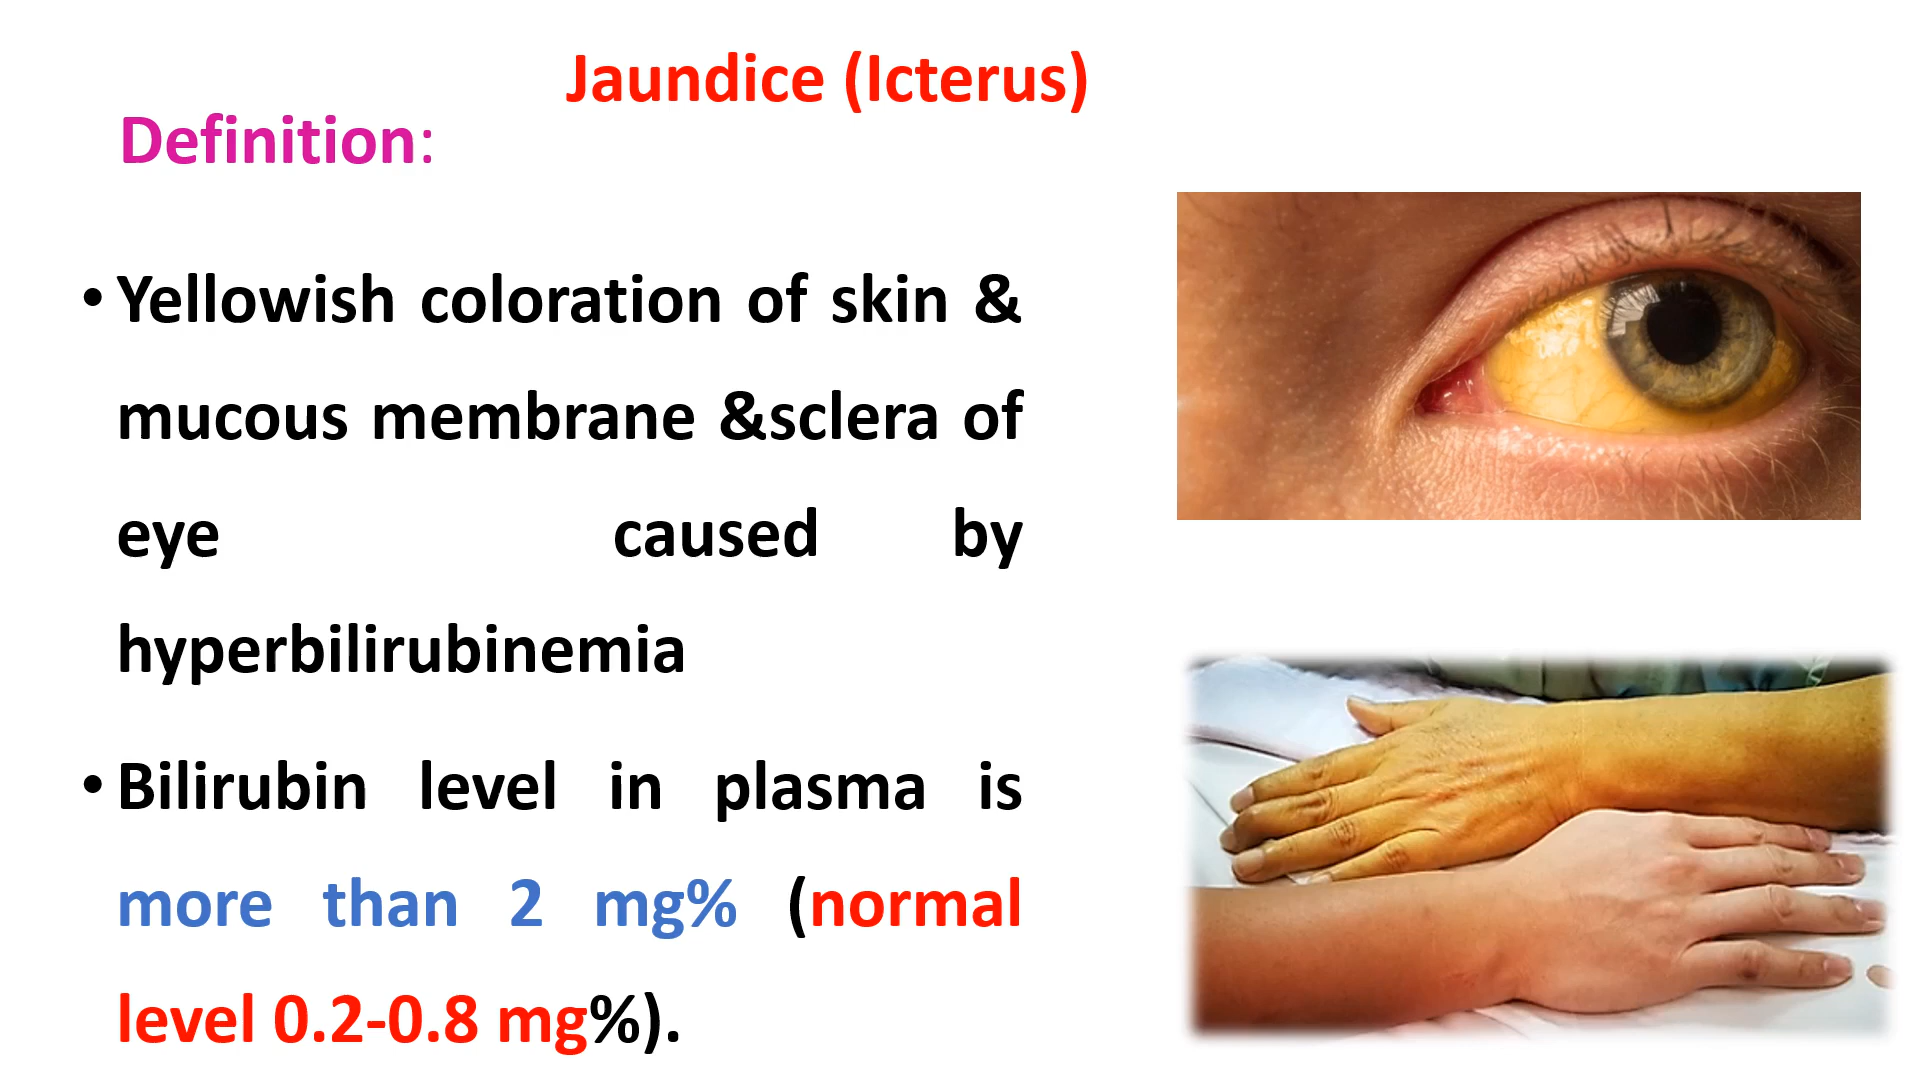 Jaundice (Icterus)
Definition:
• Yellowish coloration of skin &
mucous membrane &sclera of
eye caused by
hyperbilirubinemia
• Bilirubin level in plasma is
more than 2 mg% (normal
level 0.2-0.8 mg%).